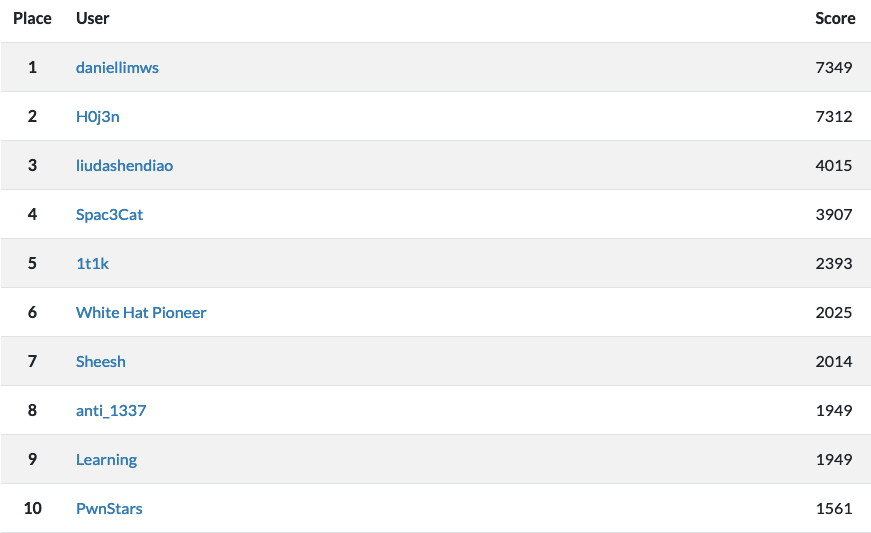 Place User Score
1 daniellimws 7349
2 H0j3n 7312
3 liudashendiao 4015
4 Spac3Cat 3907
5 1t1k 2393
6 White Hat Pioneer 2025
7 Sheesh 2014
8 anti_1337 1949
9 Learning 1949
10 PwnStars 1561